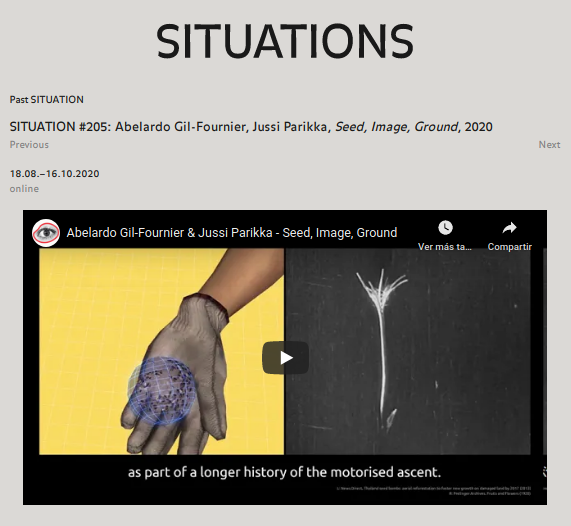 SITUATIONS
Past SITUATION
SITUATION #205: Abelardo Gil-Fournier, Jussi Parikka, Seed, Image, Ground, 2020
Previous
Next
18.08.–16.10.2020
online
Abelardo Gil-Fournier & Jussi Parikka - Seed, Image, Ground
Ver más ta...
Compartir
as part of a longer history of the motorised ascent.